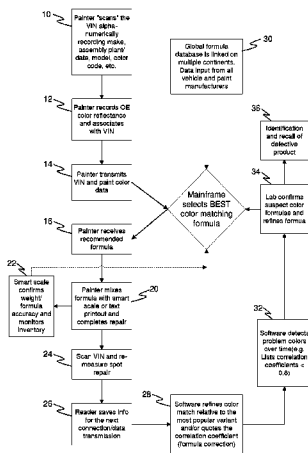 10
Painter "scans" the
VIN alpha-
numerically
recording make,
assembly plant/
data, model, color
code, etc.
12
Painter records OE
color reflectance and
associates with VIN
14
Painter transmits
VIN and paint color
data
16
Painter receives
recommended
formula
22
Smart scale
confirms
weight/
formula
accuracy and
monitors
inventory
20
Painter mixes
formula with smart
scale or text
printout and
completes repair
24
Scan VIN and re-
measure spot
repair
26
Reader saves info
for the next
connection/data
transmission
28
Software refines color
match relative to the
most popular variant
and/or quotes the
correlation coefficient
(formula correction)
30
Global formula
database is linked on
multiple continents.
Data input from all
vehicle and paint
manufacturers
Mainframe
selects BEST
color matching
formula
36
Identification
and recall of
defective
product
34
Lab confirms
suspect color
formulae and
refines formula
32
Software detects
problem colors
over time(e.g.
Lists correlation
coefficients <
0.8)